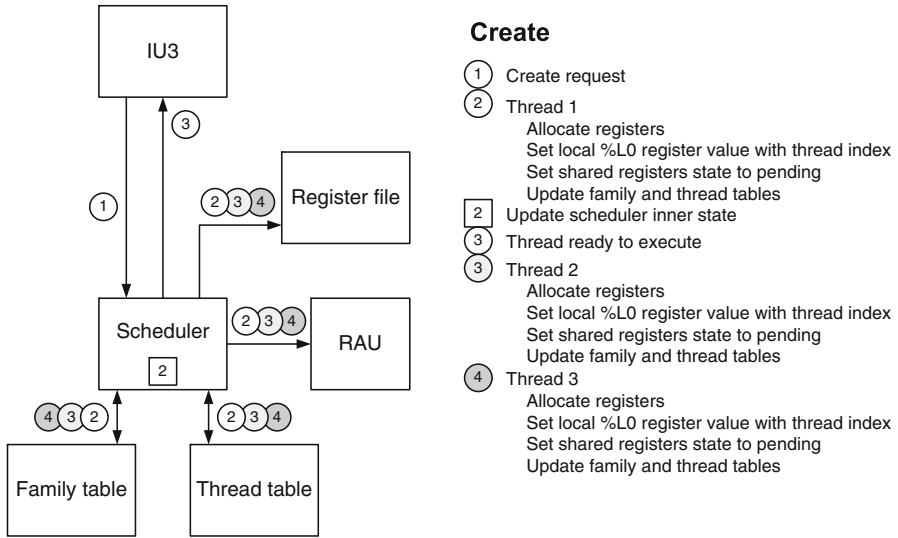 IU3
3
1
2 3 4
Register file
Scheduler
2
2 3 4
RAU
4 3 2
2 3 4
Family table
Thread table
Create
1 Create request
2 Thread 1
Allocate registers
Set local %L0 register value with thread index
Set shared registers state to pending
Update family and thread tables
2 Update scheduler inner state
3 Thread ready to execute
3 Thread 2
Allocate registers
Set local %L0 register value with thread index
Set shared registers state to pending
Update family and thread tables
4 Thread 3
Allocate registers
Set local %L0 register value with thread index
Set shared registers state to pending
Update family and thread tables